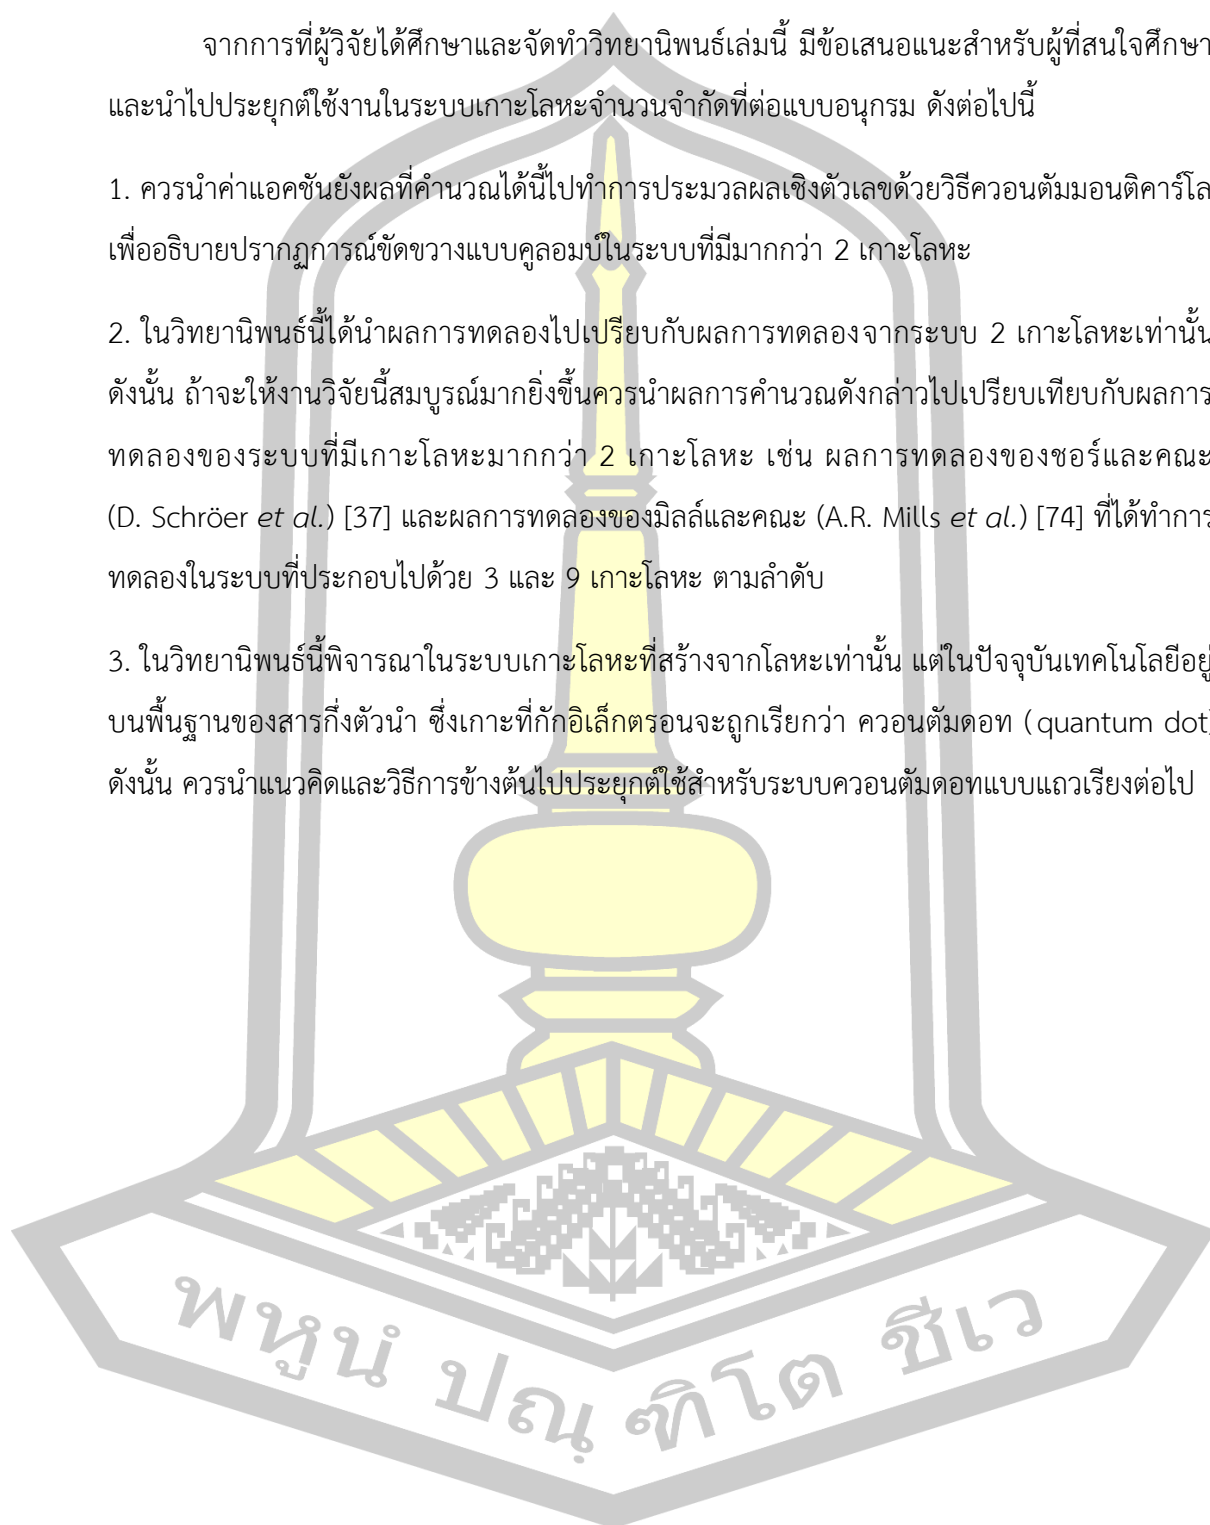 จากการที่ผู้วิจัยได้ศึกษาและจัดทำวิทยานิพนธ์เล่มนี้ มีข้อเสนอแนะสำหรับผู้ที่สนใจศึกษา
และนำไปประยุกต์ใช้งานในระบบเกาะโลหะจำนวนจำกัดที่ต่อแบบอนุกรม ดังต่อไปนี้
1. ควรนำค่าแอคชันยังผลที่คำนวณได้นี้ไปทำการประมวลผลเชิงตัวเลขด้วยวิธีควอนตัมมอนติคาร์โล
เพื่ออธิบายปรากฏการณ์ขัดขวางแบบคูลอมบ์ในระบบที่มีมากกว่า 2 เกาะโลหะ
2. ในวิทยานิพนธ์นี้ได้นำผลการทดลองไปเปรียบกับผลการทดลองจากระบบ 2 เกาะโลหะเท่านั้น
ดังนั้น ถ้าจะให้งานวิจัยนี้สมบูรณ์มากยิ่งขึ้นควรนำผลการคำนวณดังกล่าวไปเปรียบเทียบกับผลการ
ทดลองของระบบที่มีเกาะโลหะมากกว่า 2 เกาะโลหะ เช่น ผลการทดลองของชอร์และคณะ
(D. Schröer et al.) [37] และผลการทดลองของมิลล์และคณะ (A.R. Mills et al.) [74] ที่ได้ทำการ
ทดลองในระบบที่ประกอบไปด้วย 3 และ 9 เกาะโลหะ ตามลำดับ
3. ในวิทยานิพนธ์นี้พิจารณาในระบบเกาะโลหะที่สร้างจากโลหะเท่านั้น แต่ในปัจจุบันเทคโนโลยีอยู่
บนพื้นฐานของสารกึ่งตัวนำ ซึ่งเกาะที่กักอิเล็กตรอนจะถูกเรียกว่า ควอนตัมดอท (quantum dot)
ดังนั้น ควรนำแนวคิดและวิธีการข้างต้นไปประยุกต์ใช้สำหรับระบบควอนตัมดอทแบบแถวเรียงต่อไป
พหูนํ ปณฺฑิโต ชีเว